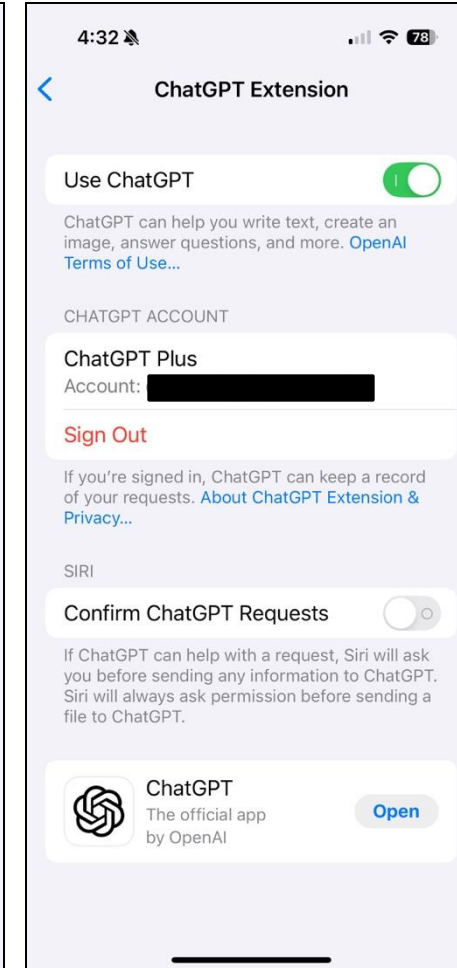 4:32
78
ChatGPT Extension
Use ChatGPT
ChatGPT can help you write text, create an
image, answer questions, and more. OpenAI
Terms of Use...
CHATGPT ACCOUNT
ChatGPT Plus
Account:
Sign Out
If you’re signed in, ChatGPT can keep a record
of your requests. About ChatGPT Extension &
Privacy...
SIRI
Confirm ChatGPT Requests
If ChatGPT can help with a request, Siri will ask
you before sending any information to ChatGPT.
Siri will always ask permission before sending a
file to ChatGPT.
ChatGPT
The official app
by OpenAI
Open